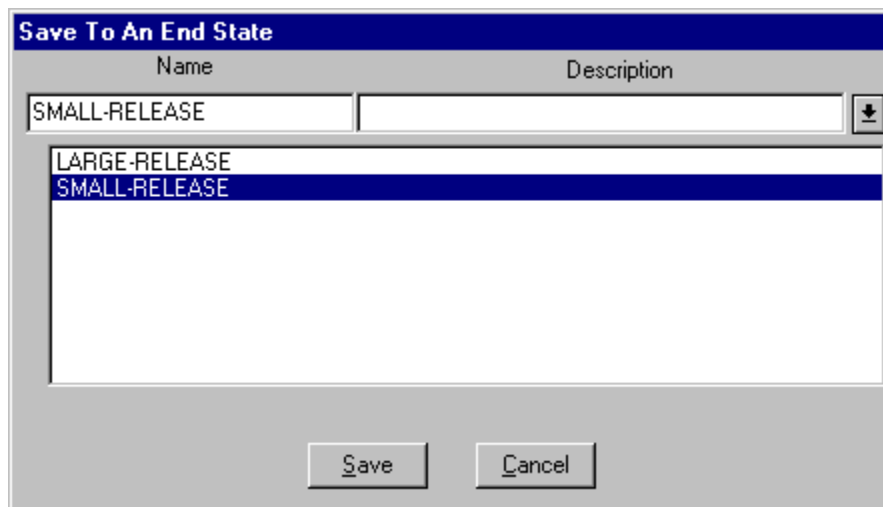 Save To An End State
Name Description
SMALL-RELEASE
LARGE-RELEASE
SMALL-RELEASE
Save Cancel